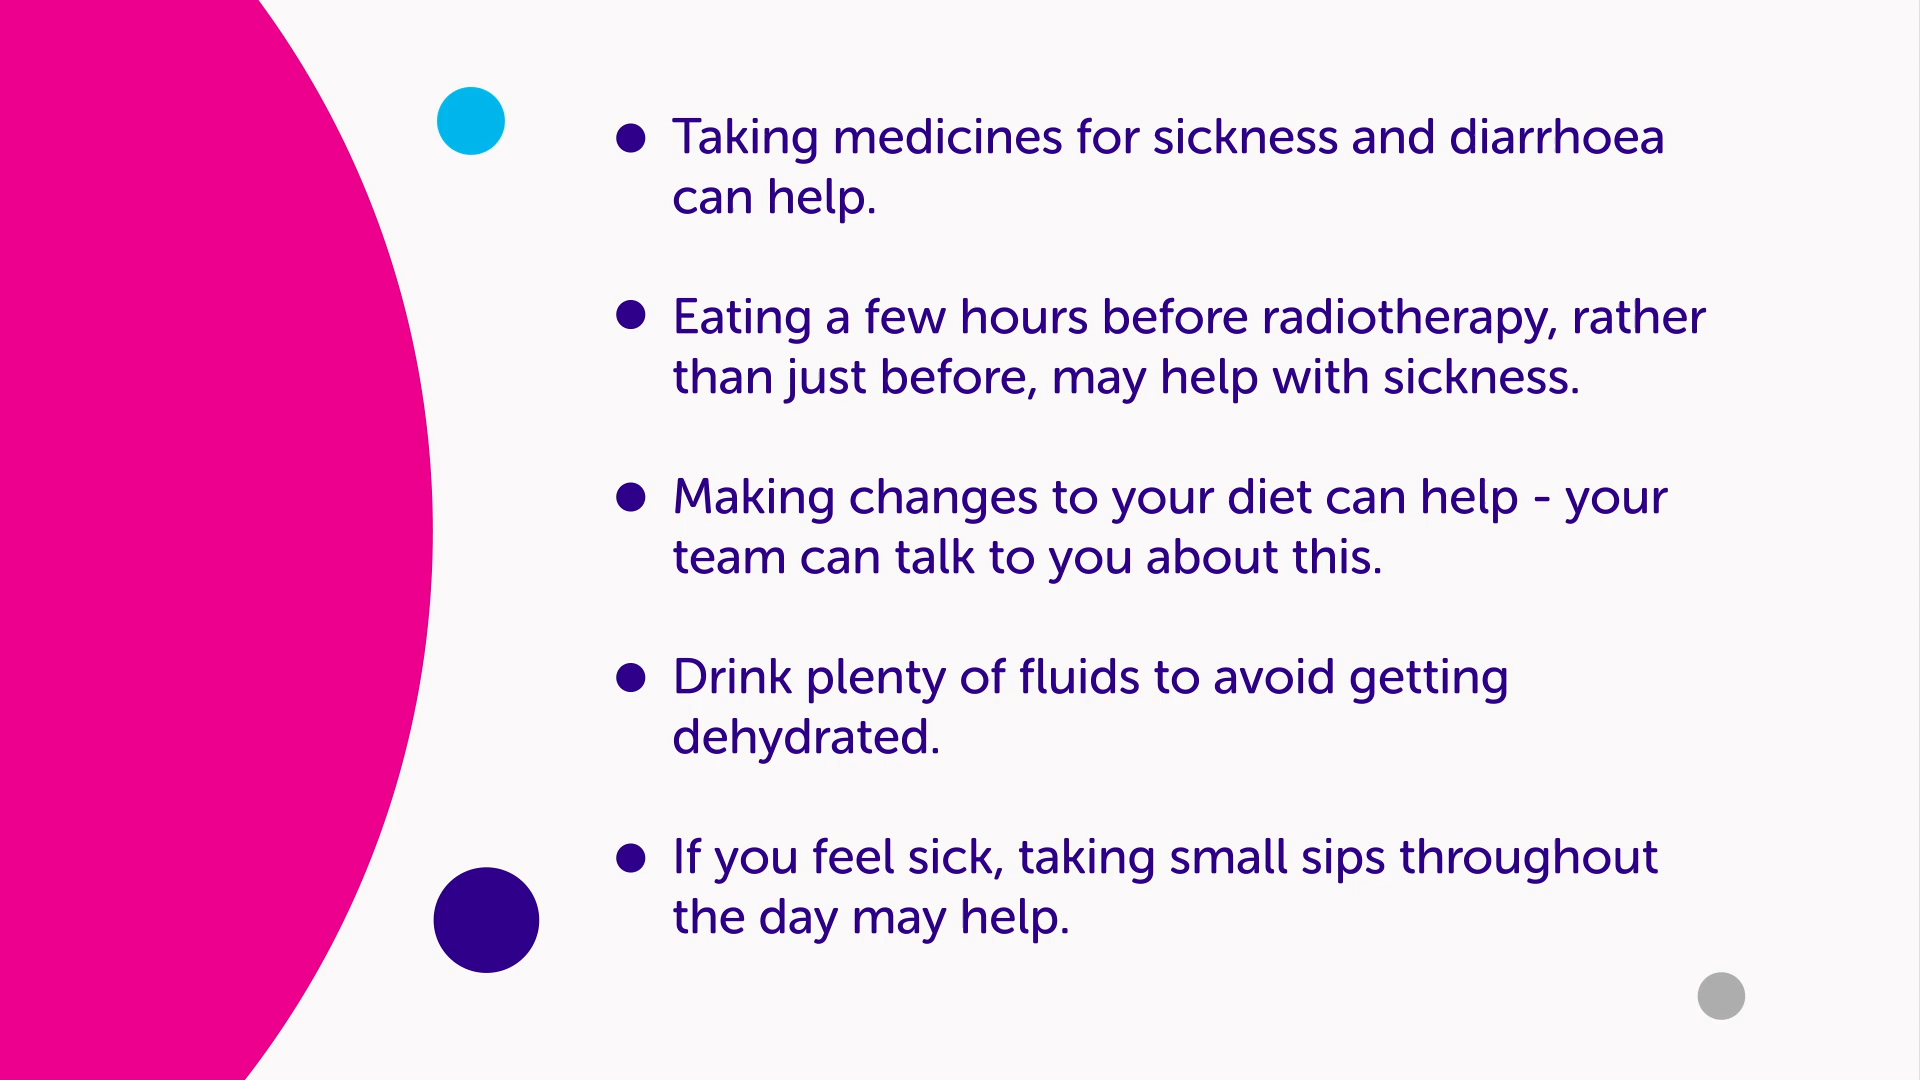 Taking medicines for sickness and diarrhoea
can help.
Eating a few hours before radiotherapy, rather
than just before, may help with sickness.
Making changes to your diet can help - your
team can talk to you about this.
Drink plenty of fluids to avoid getting
dehydrated.
If you feel sick, taking small sips throughout
the day may help.